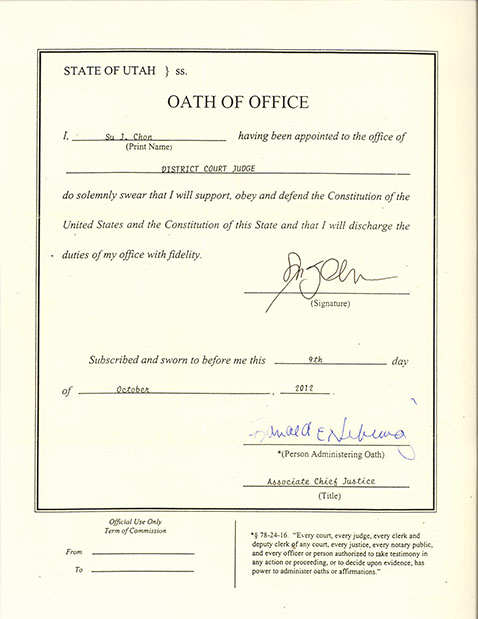 STATE OF UTAH } ss.
OATH OF OFFICE
I, Su J. Chon having been appointed to the office of
(Print Name)
DISTRICT COURT JUDGE
do solemnly swear that I will support, obey and defend the Constitution of the
United States and the Constitution of this State and that I will discharge the
duties of my office with fidelity.
(Signature)
Subscribed and sworn to before me this 9th day
of October, 2012.
*(Person Administering Oath)
Associate Chief Justice
(Title)
Official Use Only
Term of Commission
From
To
*§ 78-24-16. "Every court, every judge, every clerk and
deputy clerk of any court, every justice, every notary public,
and every officer or person authorized to take testimony in
any action or proceeding, or to decide upon evidence, has
power to administer oaths or affirmations."